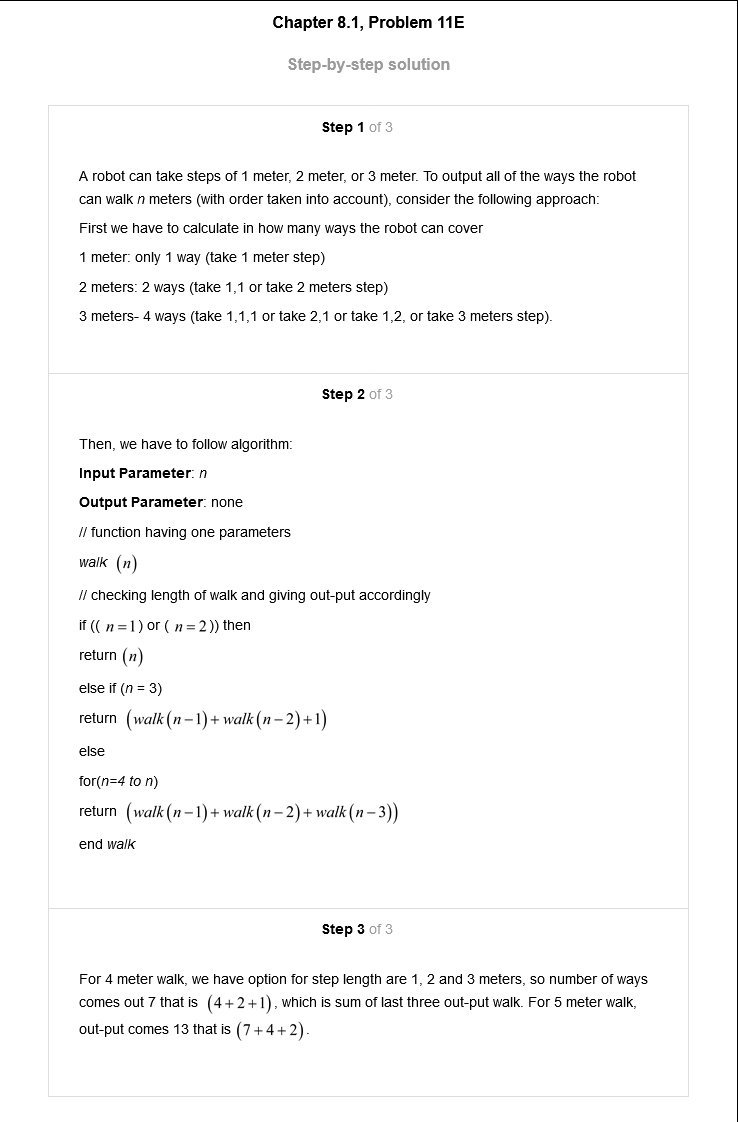 Chapter 8.1, Problem 11E
Step-by-step solution
Step 1 of 3
A robot can take steps of 1 meter, 2 meter, or 3 meter. To output all of the ways the robot
can walk n meters (with order taken into account), consider the following approach:
First we have to calculate in how many ways the robot can cover
1 meter: only 1 way (take 1 meter step)
2 meters: 2 ways (take 1,1 or take 2 meters step)
3 meters- 4 ways (take 1,1,1 or take 2,1 or take 1,2, or take 3 meters step).
Step 2 of 3
Then, we have to follow algorithm:
Input Parameter: n
Output Parameter: none
// function having one parameters
walk (n)
// checking length of walk and giving out-put accordingly
if (( n = 1) or ( n = 2)) then
return (n)
else if (n = 3)
return (walk(n − 1) + walk(n − 2) + 1)
else
for(n=4 to n)
return (walk(n − 1) + walk(n − 2) + walk(n − 3))
end walk
Step 3 of 3
For 4 meter walk, we have option for step length are 1, 2 and 3 meters, so number of ways
comes out 7 that is (4 + 2 + 1), which is sum of last three out-put walk. For 5 meter walk,
out-put comes 13 that is (7 + 4 + 2).